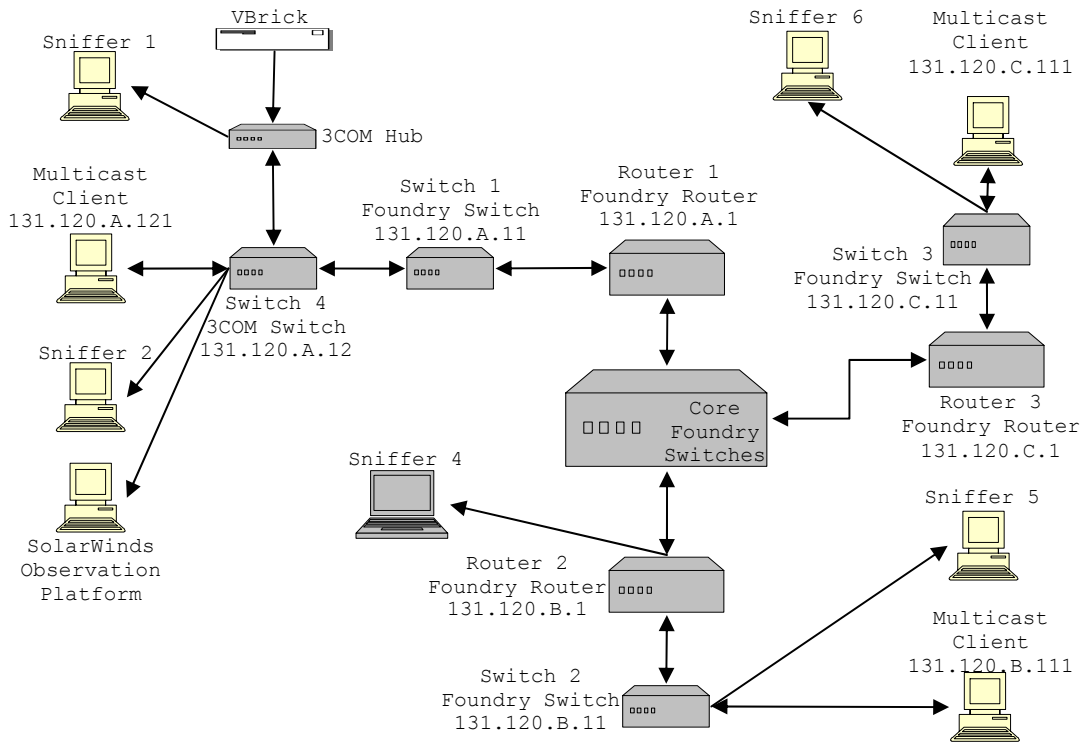 VBrick
Sniffer 1
3COM Hub
Sniffer 6
Multicast
Client
131.120.C.111
Multicast
Client
131.120.A.121
Switch 1
Foundry Switch
131.120.A.11
Router 1
Foundry Router
131.120.A.1
Switch 3
Foundry Switch
131.120.C.11
Switch 4
3COM Switch
131.120.A.12
Sniffer 2
Core
Foundry
Switches
Router 3
Foundry Router
131.120.C.1
Sniffer 4
SolarWinds
Observation
Platform
Sniffer 5
Router 2
Foundry Router
131.120.B.1
Multicast
Client
131.120.B.111
Switch 2
Foundry Switch
131.120.B.11